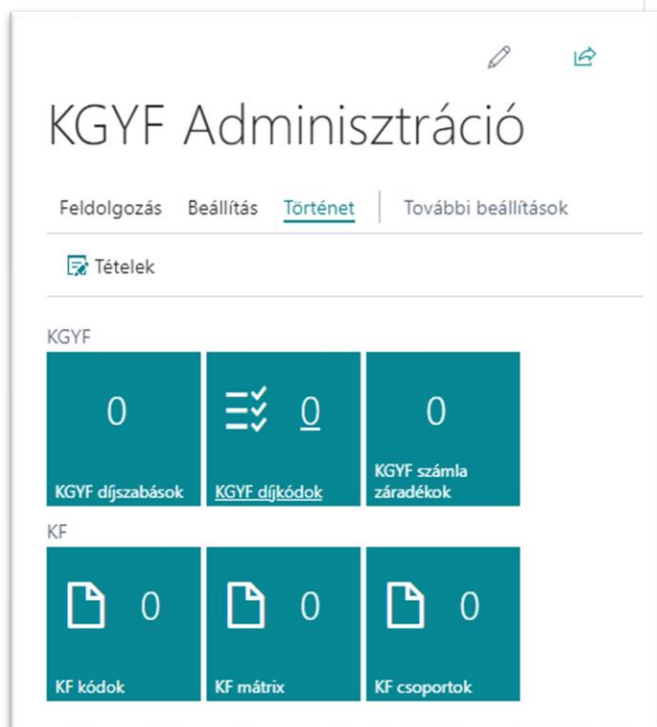 KGYF Adminisztráció
Feldolgozás Beállítás Történet További beállítások
Tételek
KGYF
0 0 0
KGYF díjszabások KGYF díjkódok KGYF számla
záradékok
KF
0 0 0
KF kódok KF mátrix KF csoportok